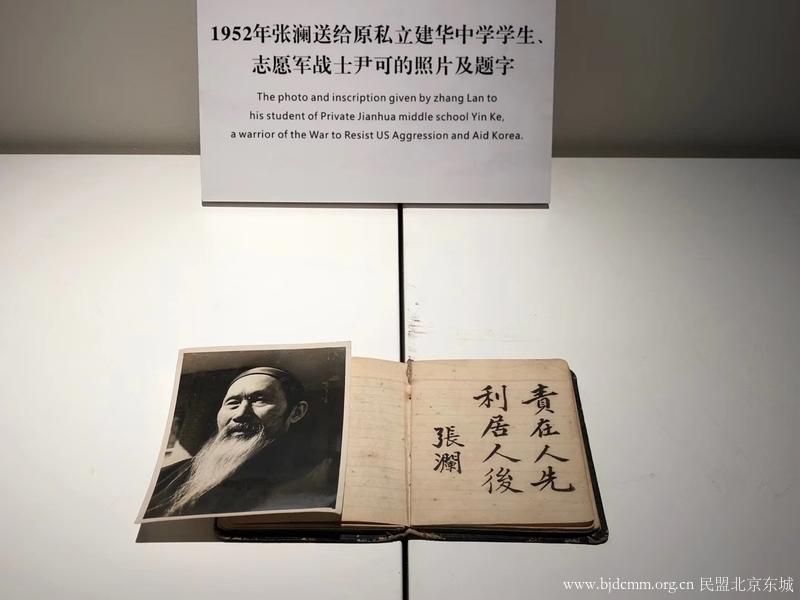 1952年张澜送给原私立建华中学学生、
志愿军战士尹可的照片及题字
The photo and inscription given by zhang Lan to
his student of Private Jianhua middle school Yin Ke,
a warrior of the War to Resist US Aggression and Aid Korea.
責在人先
利居人後
張瀾
www.bjdcmm.org.cn 民盟北京东城